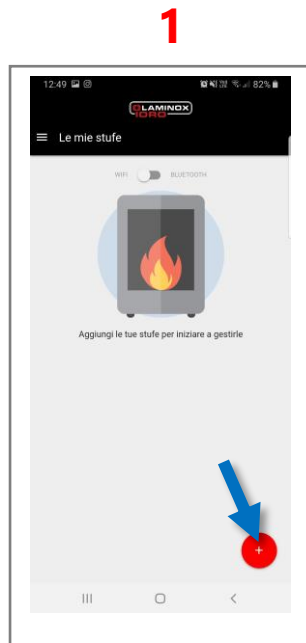 1
12:49 82%
LAMINOX
IDRO
Le mie stufe
WIFI BLUETOOTH
Aggiungi le tue stufe per iniziare a gestirle
+